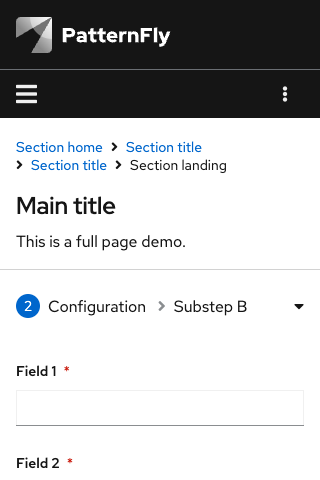 PatternFly
Section home > Section title
> Section title > Section landing
Main title
This is a full page demo.
2 Configuration > Substep B
Field 1 *
Field 2 *